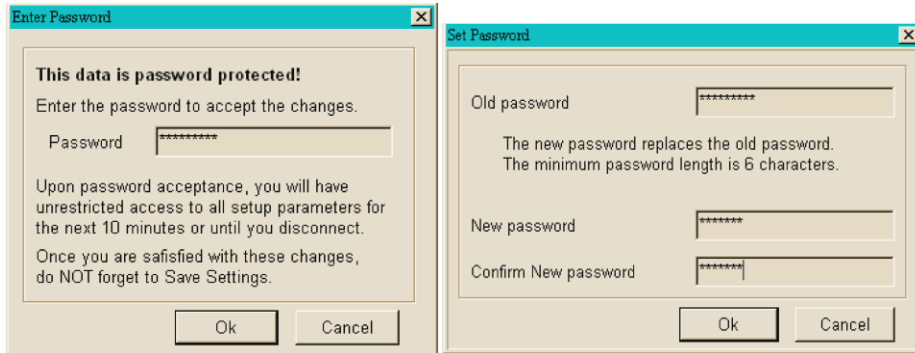 Enter Password
This data is password protected!
Enter the password to accept the changes.
Password *********
Upon password acceptance, you will have
unrestricted access to all setup parameters for
the next 10 minutes or until you disconnect.
Once you are safisfied with these changes,
do NOT forget to Save Settings.
Ok Cancel
Set Password
Old password *********
The new password replaces the old password.
The minimum password length is 6 characters.
New password *******
Confirm New password *******
Ok Cancel